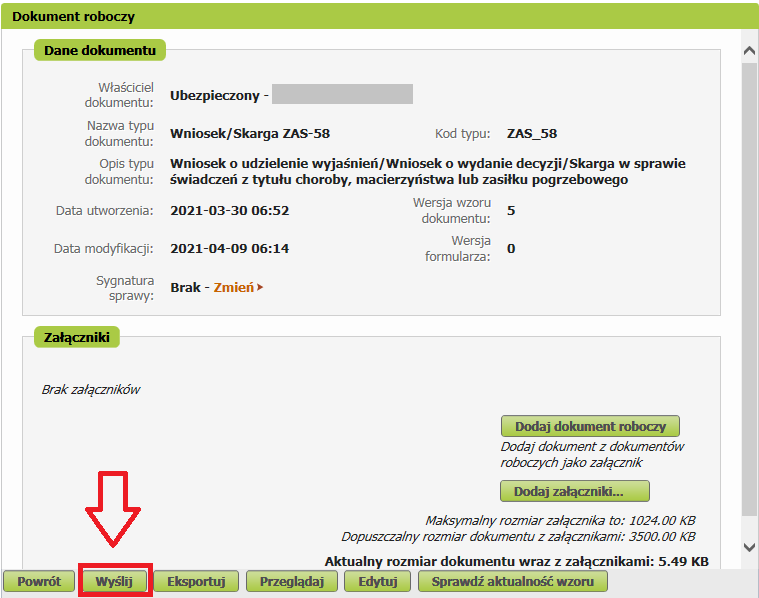 Dokument roboczy
Dane dokumentu
Właściciel
dokumentu:
Ubezpieczony -
Nazwa typu
dokumentu:
Wniosek/Skarga ZAS-58
Kod typu:
ZAS_58
Opis typu
dokumentu:
Wniosek o udzielenie wyjaśnień/Wniosek o wydanie decyzji/Skarga w sprawie
świadczeń z tytułu choroby, macierzyństwa lub zasiłku pogrzebowego
Data utworzenia:
2021-03-30 06:52
Wersja wzoru
dokumentu:
5
Data modyfikacji:
2021-04-09 06:14
Wersja
formularza:
0
Sygnatura
sprawy:
Brak - Zmień
Załączniki
Brak załączników
Dodaj dokument roboczy
Dodaj dokument z dokumentów
roboczych jako załącznik
Dodaj załączniki...
Maksymalny rozmiar załącznika to: 1024.00 KB
Dopuszczalny rozmiar dokumentu z załącznikami: 3500.00 KB
Aktualny rozmiar dokumentu wraz z załącznikami: 5.49 KB
Powrót
Wyślij
Eksportuj
Przeglądaj
Edytuj
Sprawdź aktualność wzoru